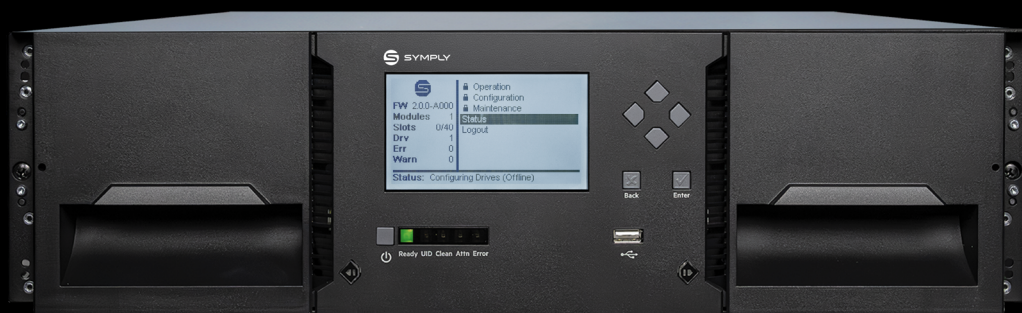 SYMPLY
FW 2.0.0-A000
Modules 1
Slots 0/40
Drv 1
Err 0
Warn 0
Operation
Configuration
Maintenance
Status
Logout
Status: Configuring Drives (Offline)
Back Enter
Ready UID Clean Attn Error